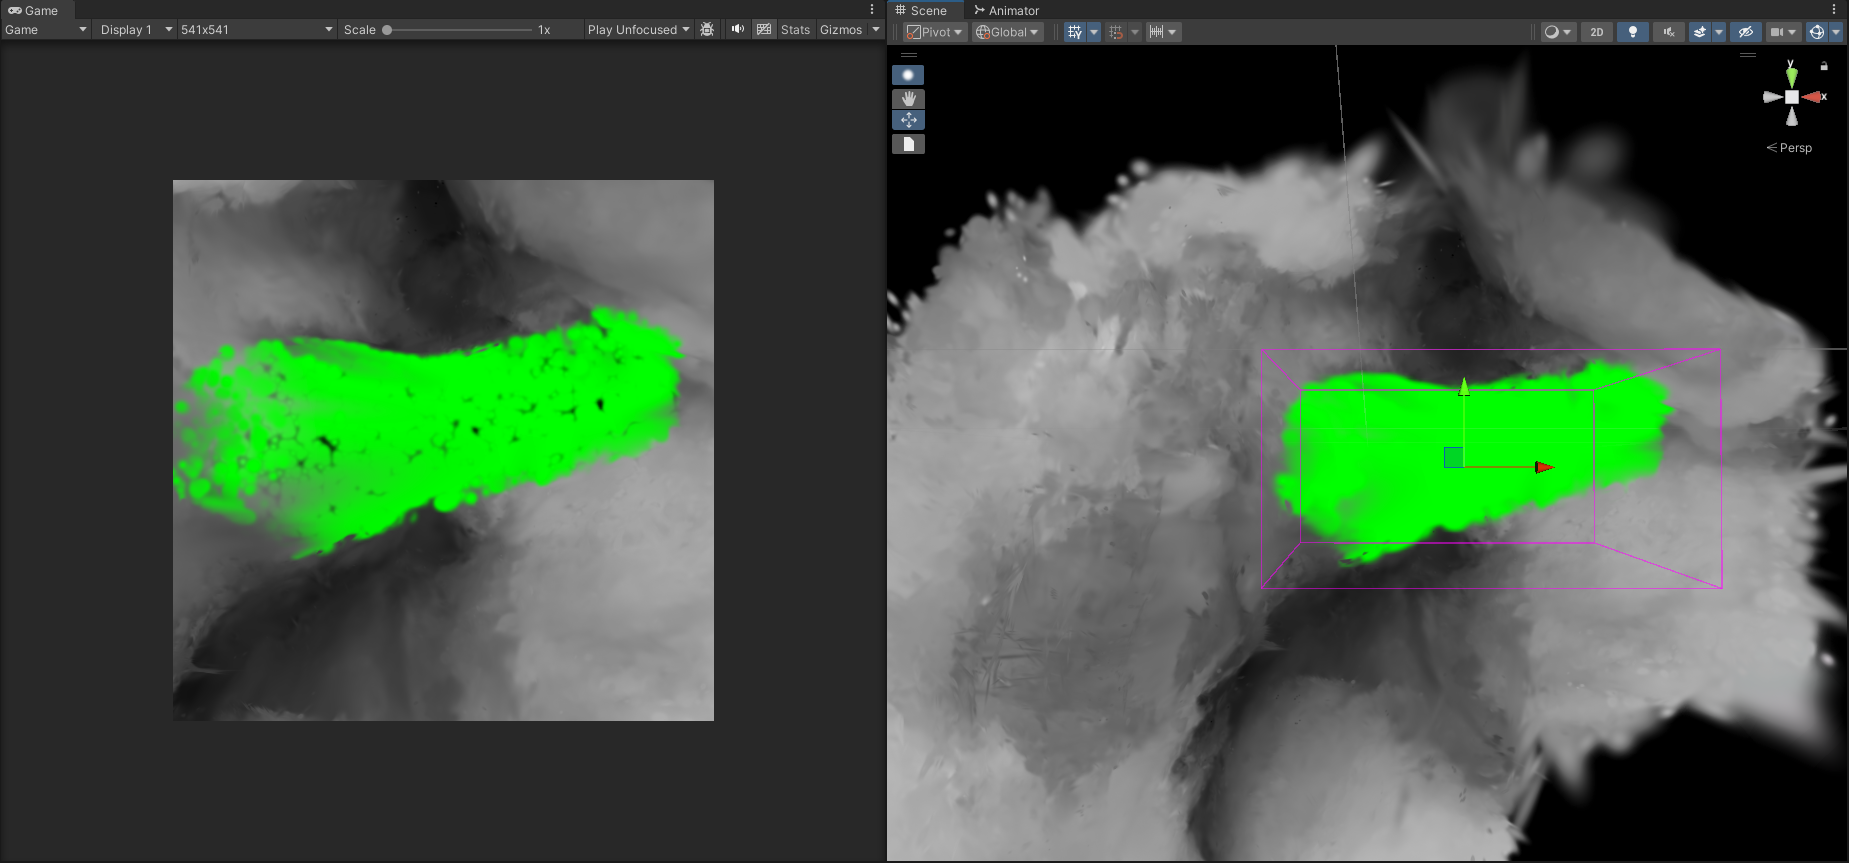 Game
Game Display 1 541x541 Scale 1x Play Unfocused Stats Gizmos
Scene Animator
Pivot Global 2D
y
x
Persp